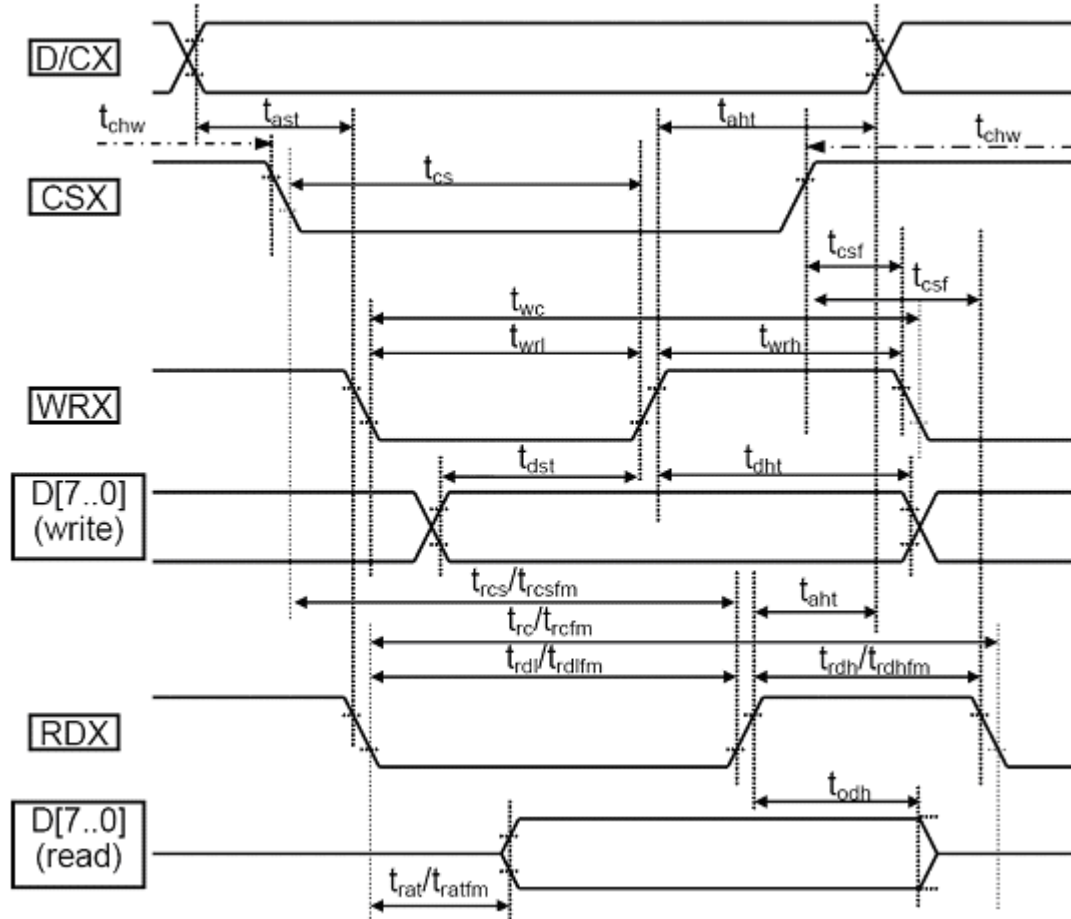 D/CX
t_ast
t_aht
t_chw
t_chw
t_cs
CSX
t_csf
t_csf
t_wc
t_wrl
t_wrh
WRX
t_dst
t_dht
D[7..0]
(write)
t_rcs/t_rcsfm
t_aht
t_rc/t_rcfm
t_rdl/t_rdlfm
t_rdh/t_rdhfm
RDX
t_odh
D[7..0]
(read)
t_rat/t_ratfm